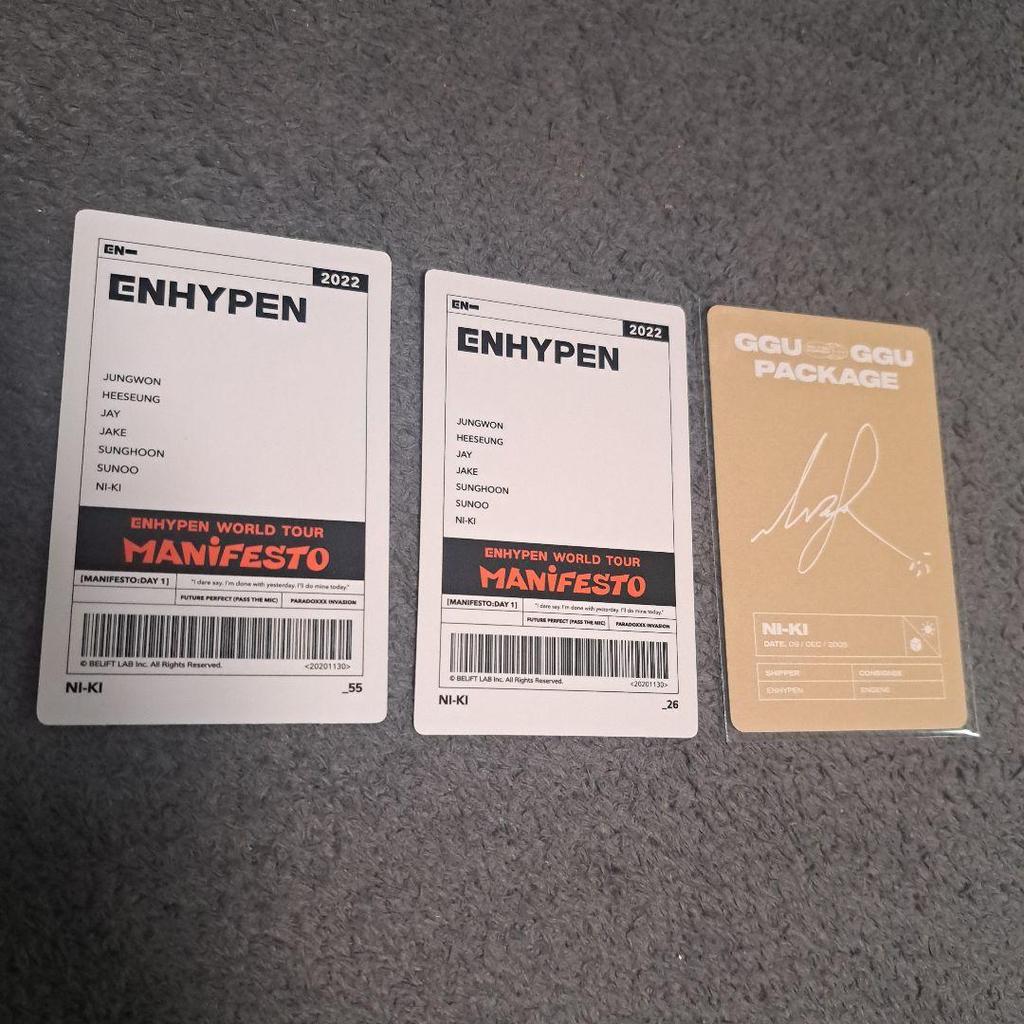 EN-
2022
ENHYPEN
JUNGWON
HEESEUNG
JAY
JAKE
SUNGHOON
SUNOO
NI-KI
ENHYPEN WORLD TOUR
MANiFESTO
[MANIFESTO:DAY 1]
"I dare say. I'm done with yesterday. I'll do mine today."
FUTURE PERFECT (PASS THE MIC)
PARADOXXX INVASION
© BELIFT LAB Inc. All Rights Reserved.
<20201130>
NI-KI
_55
EN-
2022
ENHYPEN
JUNGWON
HEESEUNG
JAY
JAKE
SUNGHOON
SUNOO
NI-KI
ENHYPEN WORLD TOUR
MANiFESTO
[MANIFESTO:DAY 1]
"I dare say. I'm done with yesterday. I'll do mine today."
FUTURE PERFECT (PASS THE MIC)
PARADOXXX INVASION
© BELIFT LAB Inc. All Rights Reserved.
<20201130>
NI-KI
_26
GGU GGU
PACKAGE
NI-KI
DATE. 09 / DEC / 2005
SHIPPER
CONSIGNEE
ENHYPEN
ENGENE